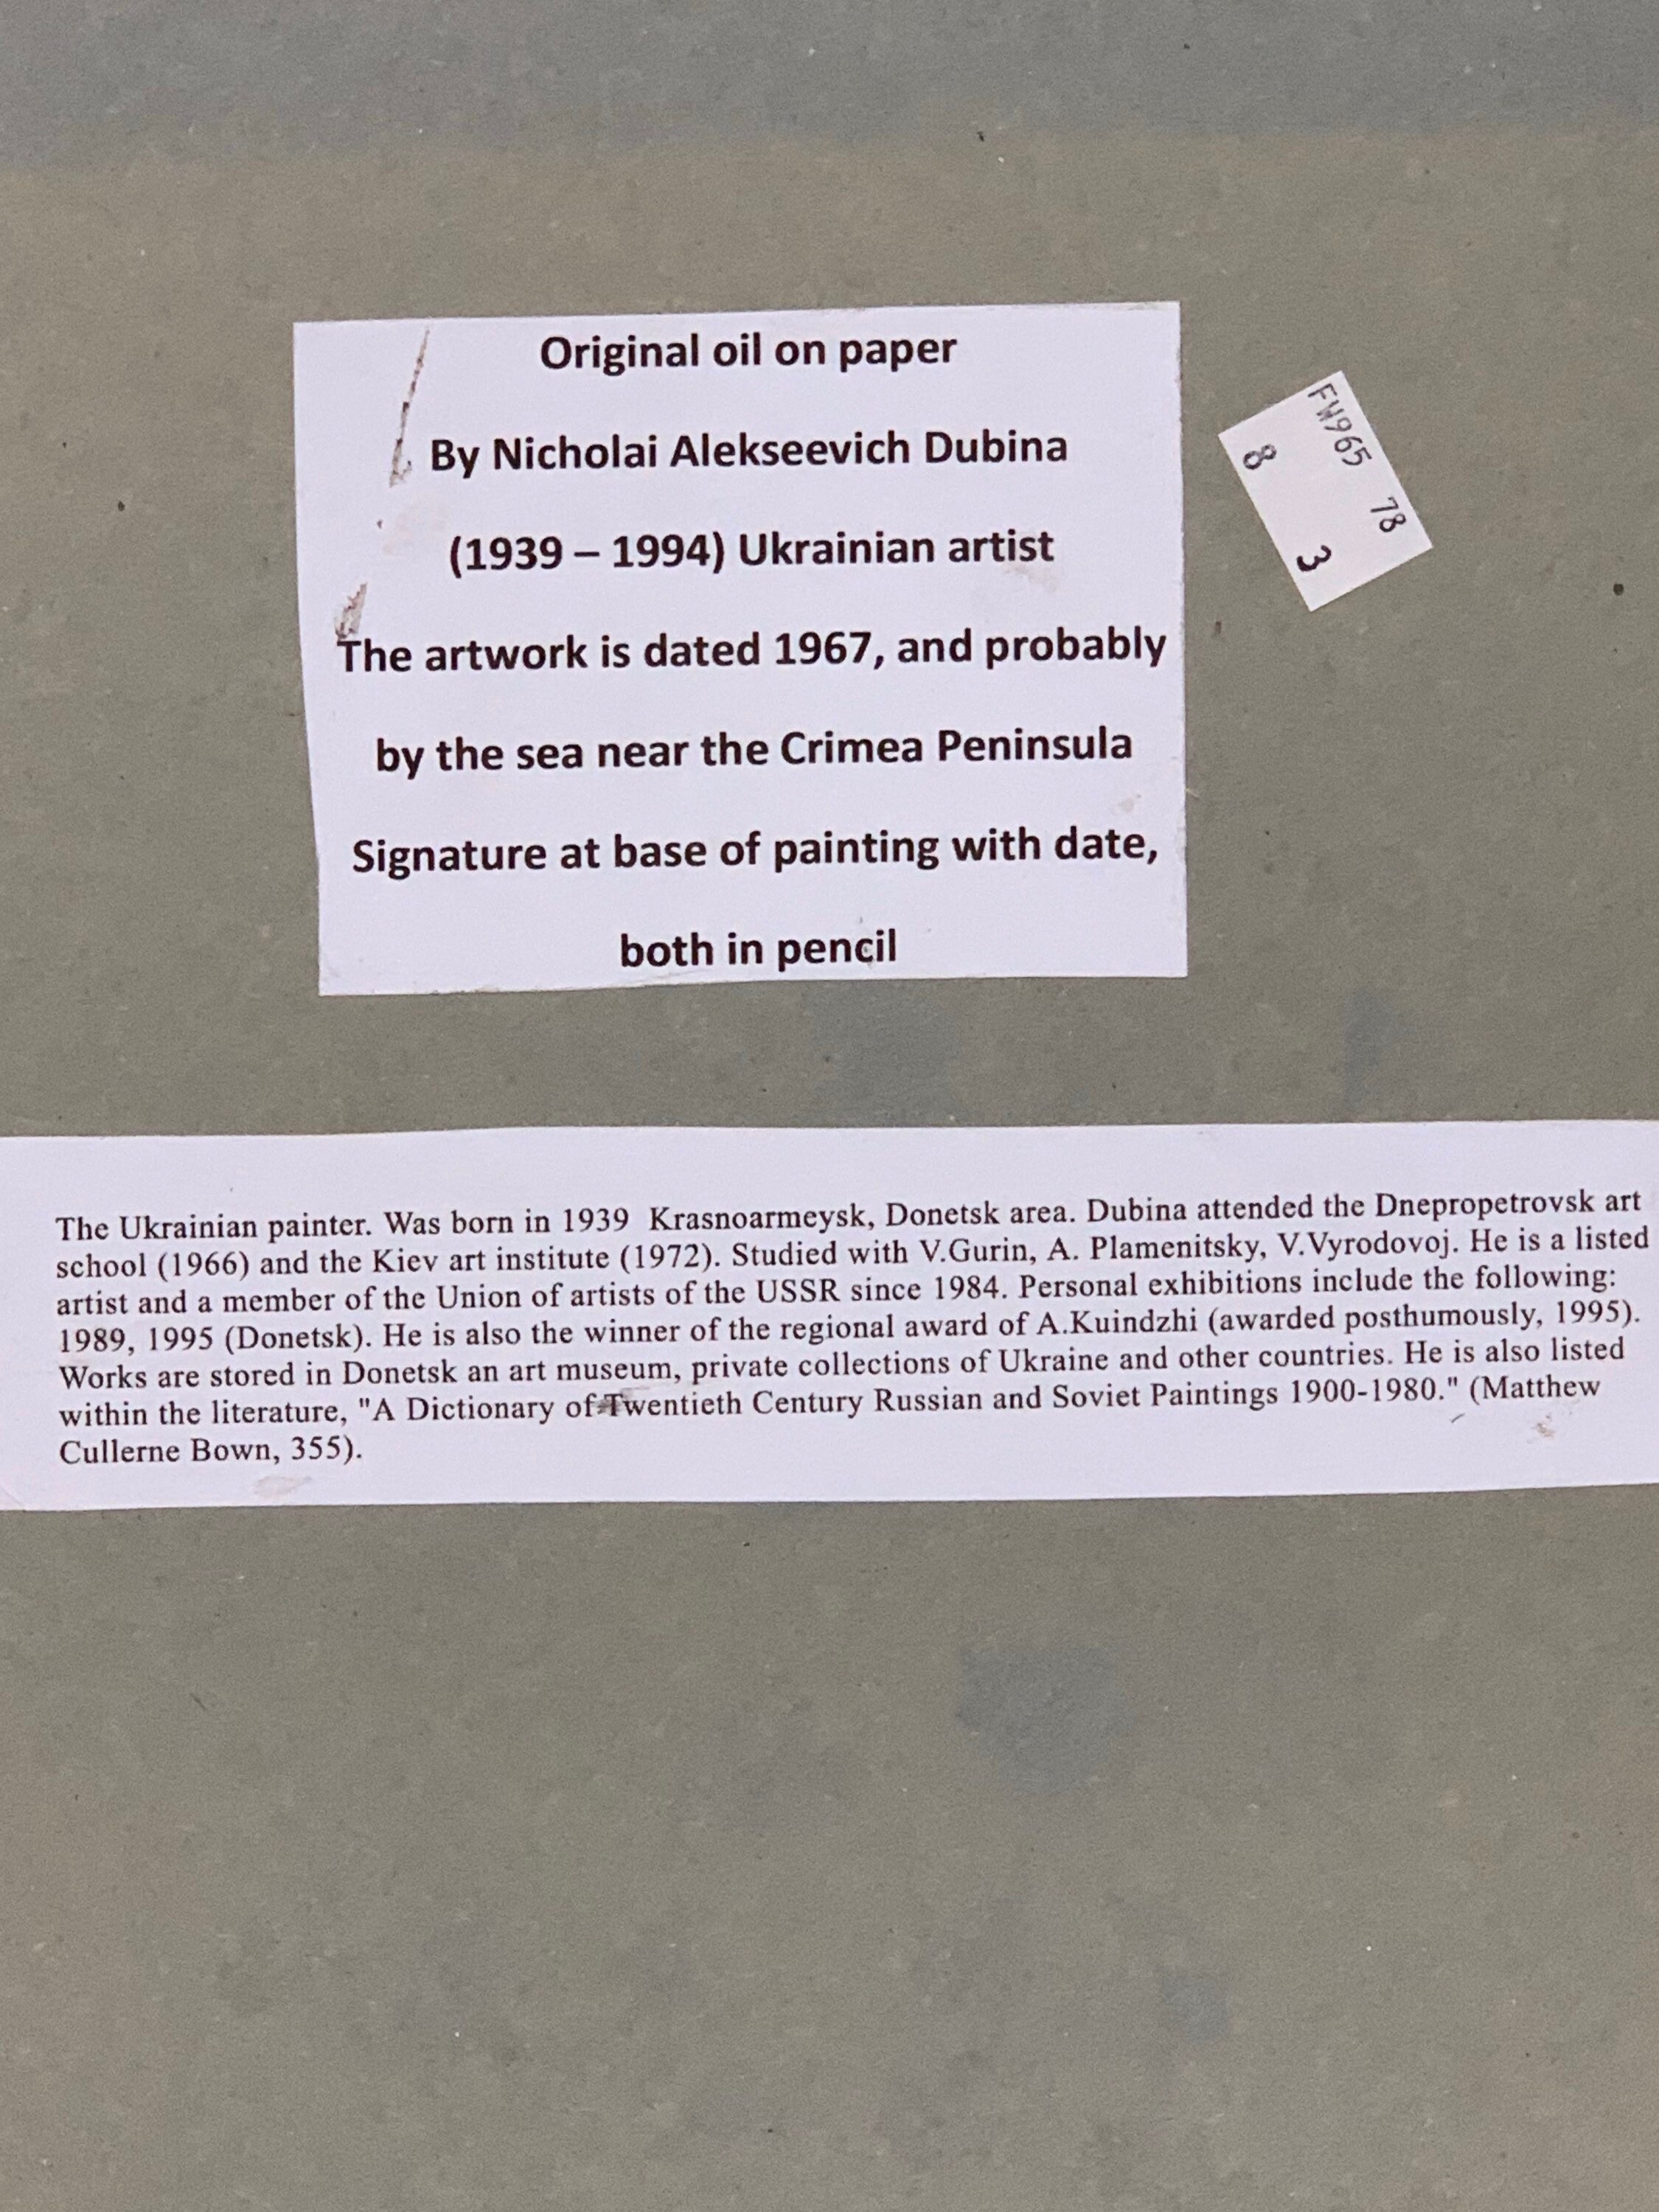 Original oil on paper
By Nicholai Alekseevich Dubina
(1939 – 1994) Ukrainian artist
The artwork is dated 1967, and probably
by the sea near the Crimea Peninsula
Signature at base of painting with date,
both in pencil
FW965 78
8 3
The Ukrainian painter. Was born in 1939 Krasnoarmeysk, Donetsk area. Dubina attended the Dnepropetrovsk art
school (1966) and the Kiev art institute (1972). Studied with V.Gurin, A. Plamenitsky, V.Vyrodovoj. He is a listed
artist and a member of the Union of artists of the USSR since 1984. Personal exhibitions include the following:
1989, 1995 (Donetsk). He is also the winner of the regional award of A.Kuindzhi (awarded posthumously, 1995).
Works are stored in Donetsk an art museum, private collections of Ukraine and other countries. He is also listed
within the literature, "A Dictionary of Twentieth Century Russian and Soviet Paintings 1900-1980." (Matthew
Cullerne Bown, 355).